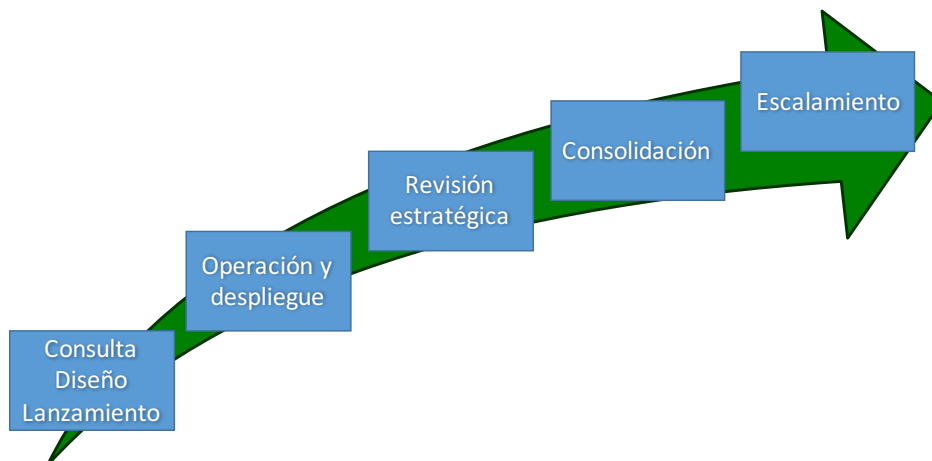 Consulta
Diseño
Lanzamiento
Operación y
despliegue
Revisión
estratégica
Consolidación
Escalamiento